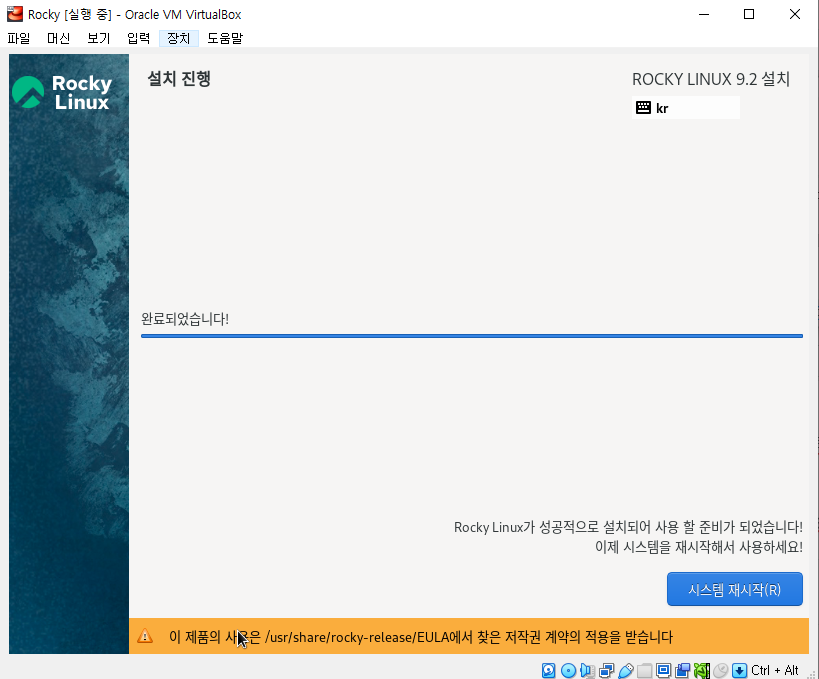 Rocky [실행 중] - Oracle VM VirtualBox
파일 머신 보기 입력 장치 도움말
Rocky
Linux
설치 진행
ROCKY LINUX 9.2 설치
kr
완료되었습니다!
Rocky Linux가 성공적으로 설치되어 사용 할 준비가 되었습니다!
이제 시스템을 재시작해서 사용하세요!
시스템 재시작(R)
이 제품의 사용은 /usr/share/rocky-release/EULA에서 찾은 저작권 계약의 적용을 받습니다
Ctrl + Alt